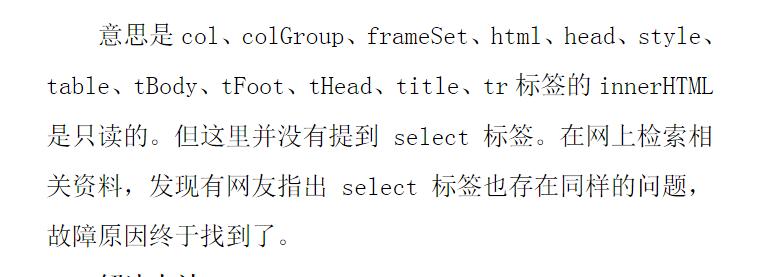 意思是 col、colGroup、frameSet、html、head、style、
table、tBody、tFoot、tHead、title、tr 标签的 innerHTML
是只读的。但这里并没有提到 select 标签。在网上检索相
关资料，发现有网友指出 select 标签也存在同样的问题，
故障原因终于找到了。